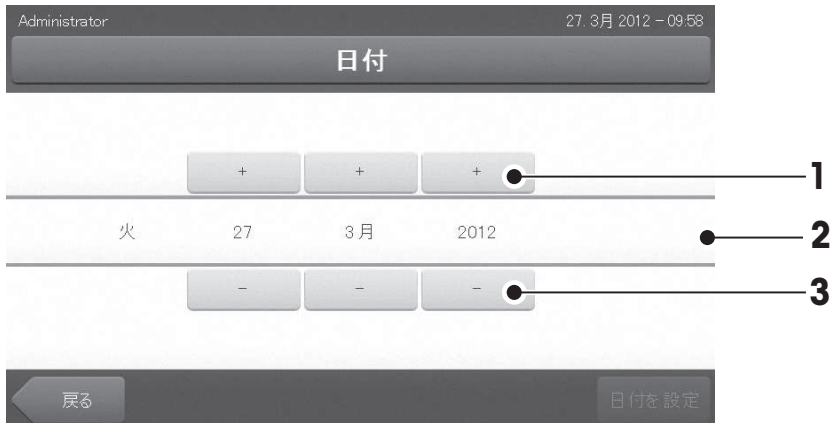 Administrator 27. 3月 2012 - 09:58
日付
+ + + 1
火 27 3月 2012 2
- - - 3
戻る 日付を設定